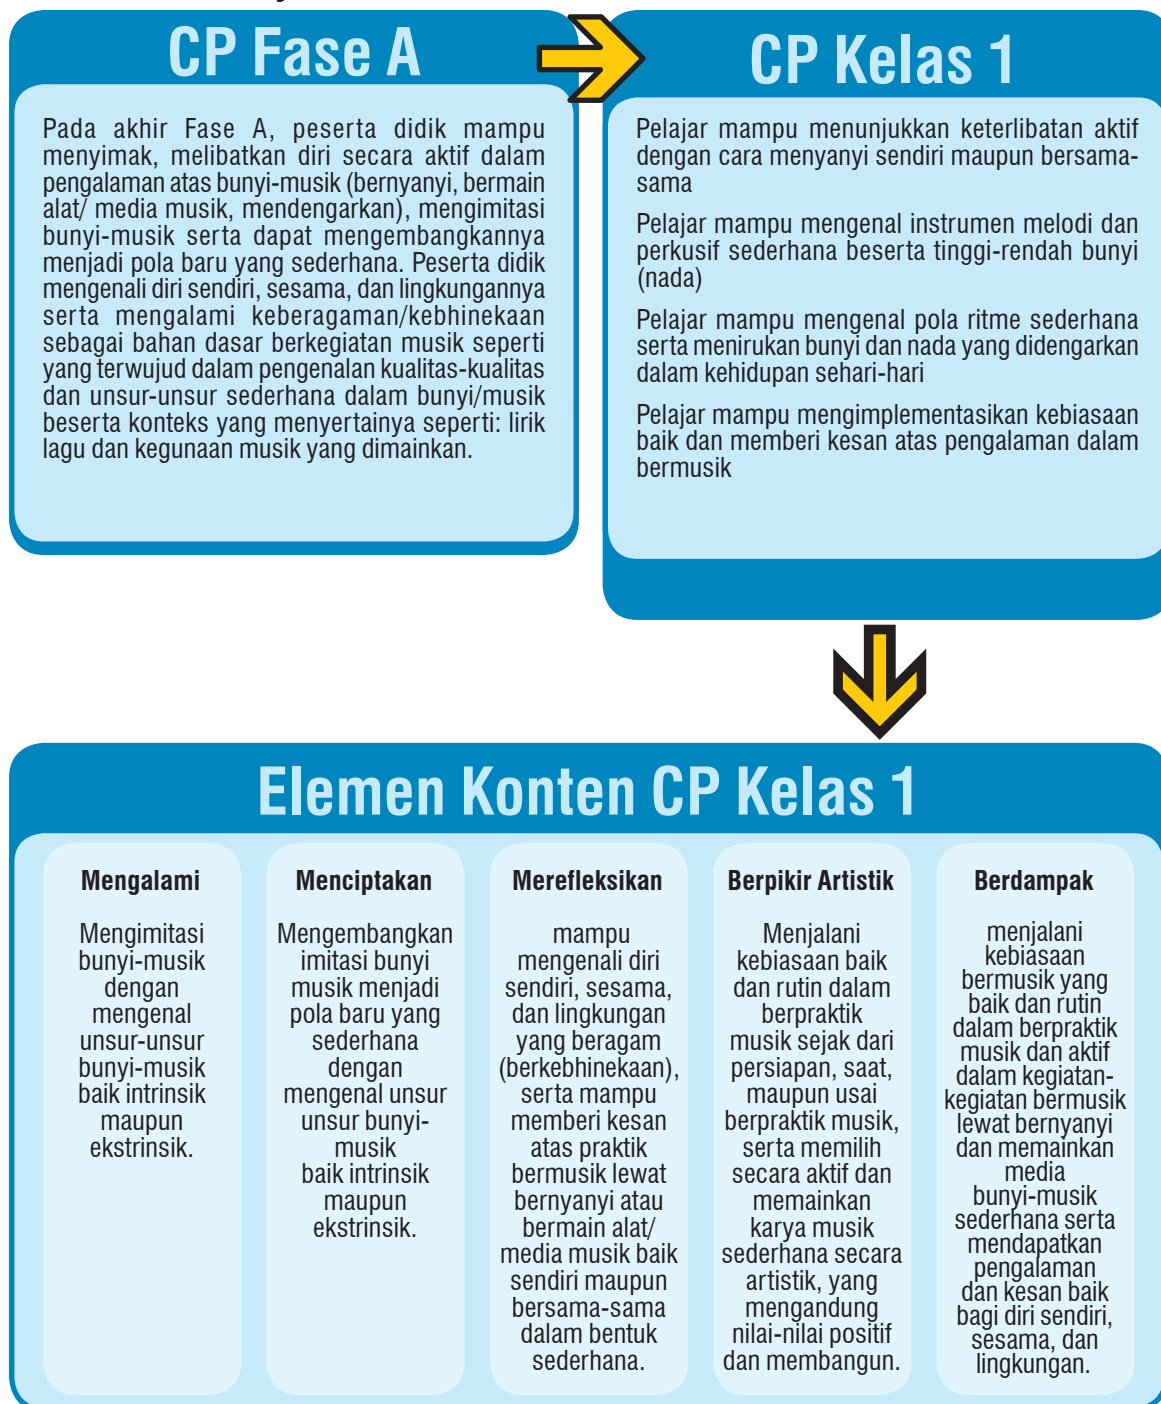 CP Fase A
Pada akhir Fase A, peserta didik mampu
menyimak, melibatkan diri secara aktif dalam
pengalaman atas bunyi-musik (bernyanyi, bermain
alat/ media musik, mendengarkan), mengimitasi
bunyi-musik serta dapat mengembangkannya
menjadi pola baru yang sederhana. Peserta didik
mengenali diri sendiri, sesama, dan lingkungannya
serta mengalami keberagaman/kebhinekaan
sebagai bahan dasar berkegiatan musik seperti
yang terwujud dalam pengenalan kualitas-kualitas
dan unsur-unsur sederhana dalam bunyi/musik
beserta konteks yang menyertainya seperti: lirik
lagu dan kegunaan musik yang dimainkan.
CP Kelas 1
Pelajar mampu menunjukkan keterlibatan aktif
dengan cara menyanyi sendiri maupun bersama-
sama
Pelajar mampu mengenal instrumen melodi dan
perkusif sederhana beserta tinggi-rendah bunyi
(nada)
Pelajar mampu mengenal pola ritme sederhana
serta menirukan bunyi dan nada yang didengarkan
dalam kehidupan sehari-hari
Pelajar mampu mengimplementasikan kebiasaan
baik dan memberi kesan atas pengalaman dalam
bermusik
Elemen Konten CP Kelas 1
Mengalami
Mengimitasi
bunyi-musik
dengan
mengenal
unsur-unsur
bunyi-musik
baik intrinsik
maupun
ekstrinsik.
Menciptakan
Mengembangkan
imitasi bunyi
musik menjadi
pola baru yang
sederhana
dengan
mengenal unsur
unsur bunyi-
musik
baik intrinsik
maupun
ekstrinsik.
Merefleksikan
mampu
mengenali diri
sendiri, sesama,
dan lingkungan
yang beragam
(berkebhinekaan),
serta mampu
memberi kesan
atas praktik
bermusik lewat
bernyanyi atau
bermain alat/
media musik baik
sendiri maupun
bersama-sama
dalam bentuk
sederhana.
Berpikir Artistik
Menjalani
kebiasaan baik
dan rutin dalam
berpraktik
musik sejak dari
persiapan, saat,
maupun usai
berpraktik musik,
serta memilih
secara aktif dan
memainkan
karya musik
sederhana secara
artistik, yang
mengandung
nilai-nilai positif
dan membangun.
Berdampak
menjalani
kebiasaan
bermusik yang
baik dan rutin
dalam berpraktik
musik dan aktif
dalam kegiatan-
kegiatan bermusik
lewat bernyanyi
dan memainkan
media
bunyi-musik
sederhana serta
mendapatkan
pengalaman
dan kesan baik
bagi diri sendiri,
sesama, dan
lingkungan.